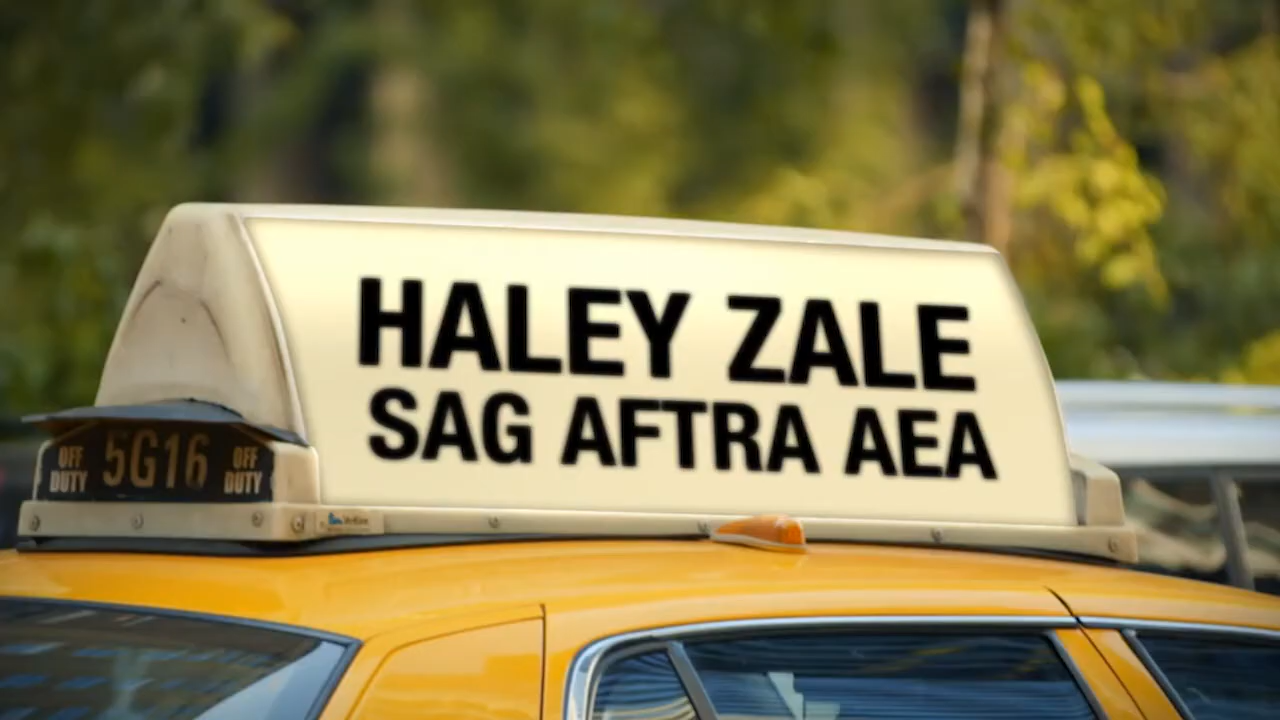 HALEY ZALE
SAG AFTRA AEA
OFF DUTY
5G16
OFF DUTY